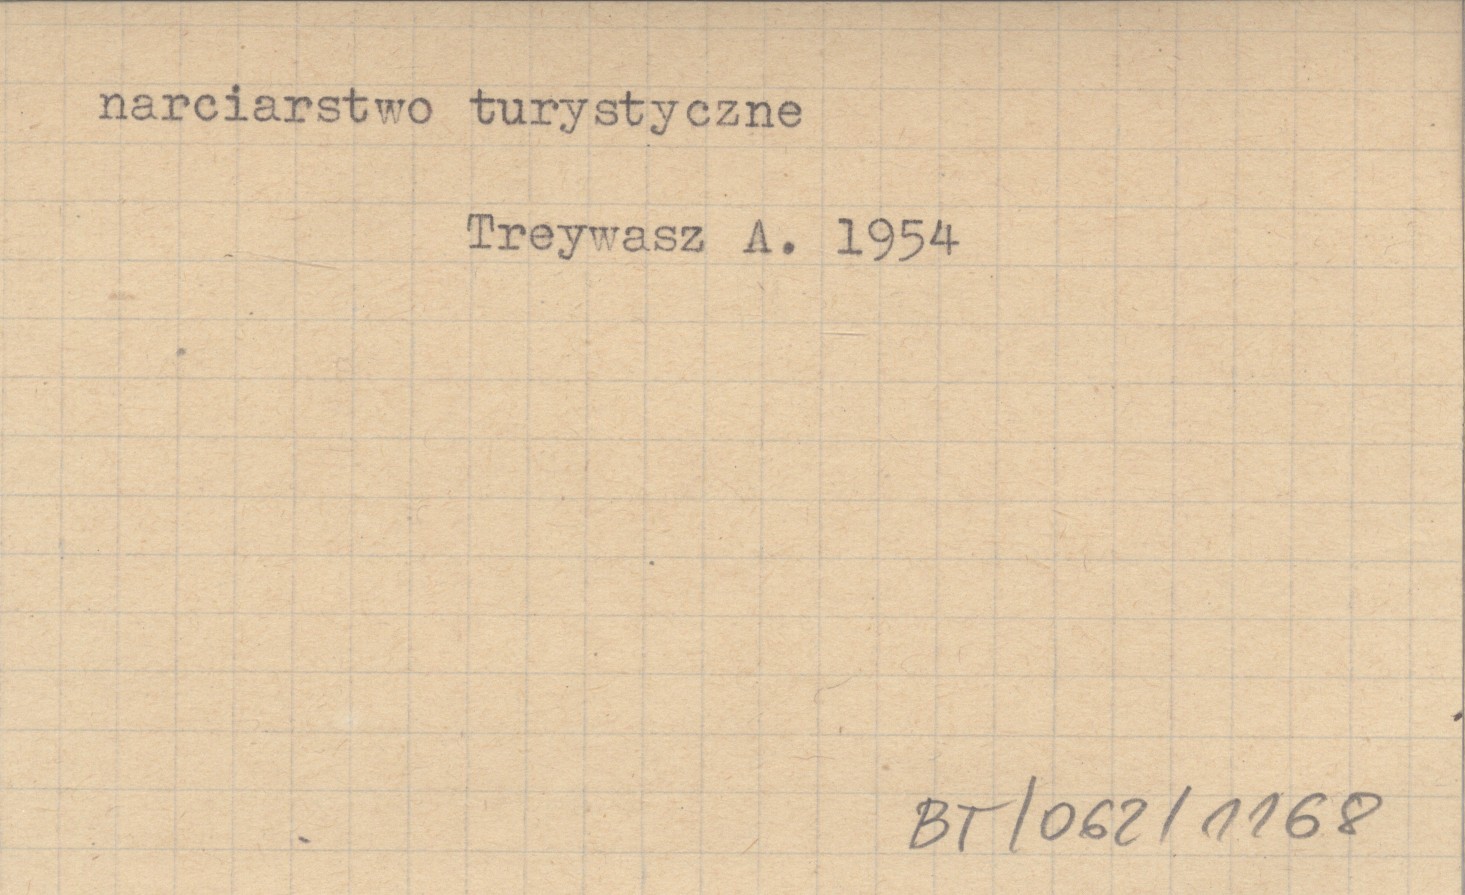 narciarstwo turystyczne
Treywasz A. 1954
BT/062/1168